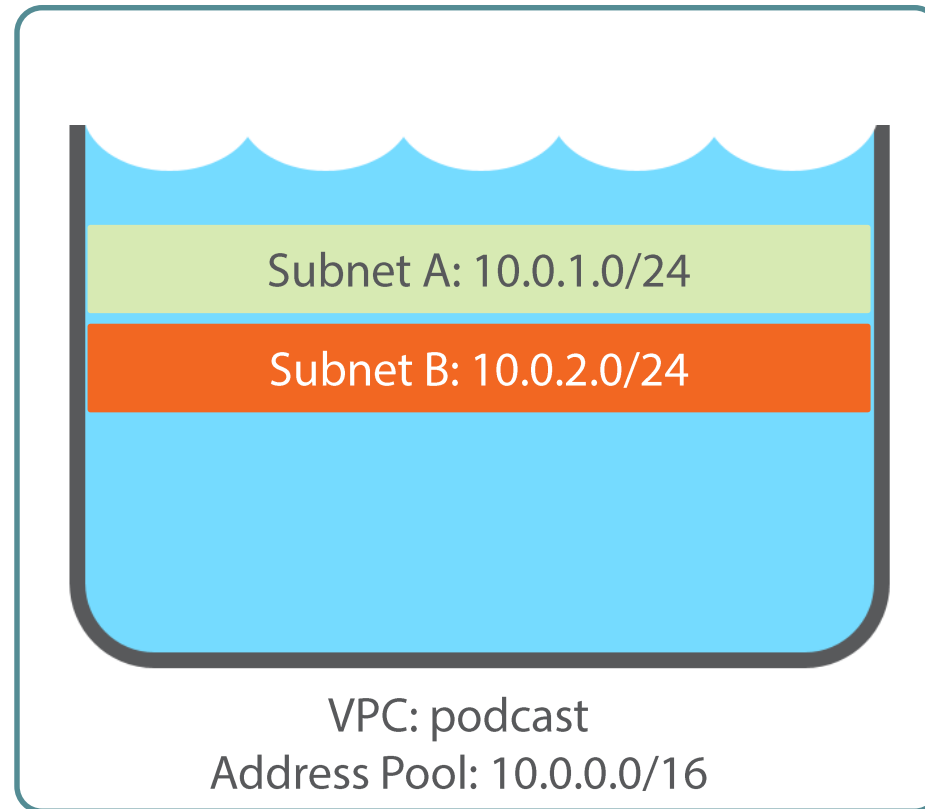 Subnet A: 10.0.1.0/24
Subnet B: 10.0.2.0/24
VPC: podcast
Address Pool: 10.0.0.0/16